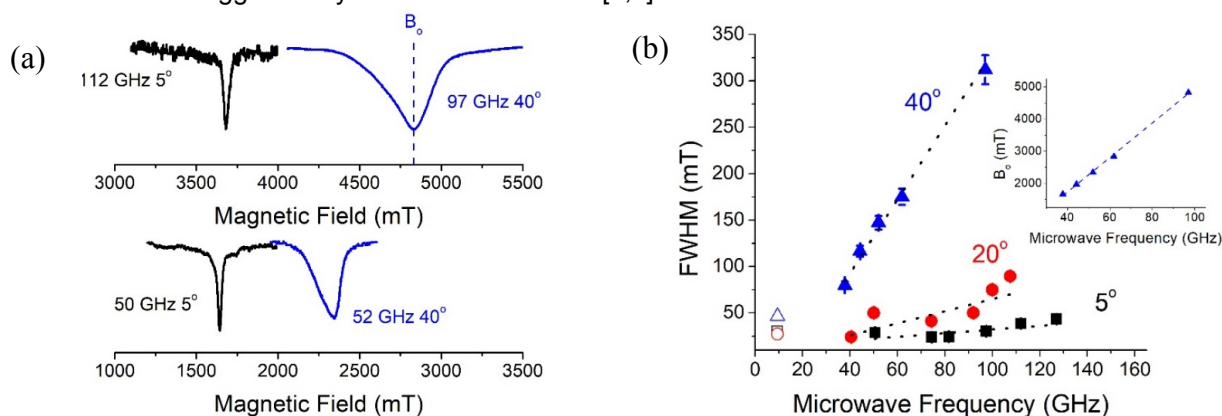 (a)
B₀
112 GHz 5°
97 GHz 40°
3000 3500 4000 4500 5000 5500
Magnetic Field (mT)
50 GHz 5°
52 GHz 40°
1000 1500 2000 2500 3000 3500
Magnetic Field (mT)
(b)
350
300
250
200
150
100
50
FWHM (mT)
40°
20°
5°
0 20 40 60 80 100 120 140 160
Microwave Frequency (GHz)
5000
4000
3000
2000
B₀ (mT)
40 60 80 100
Microwave Frequency (GHz)